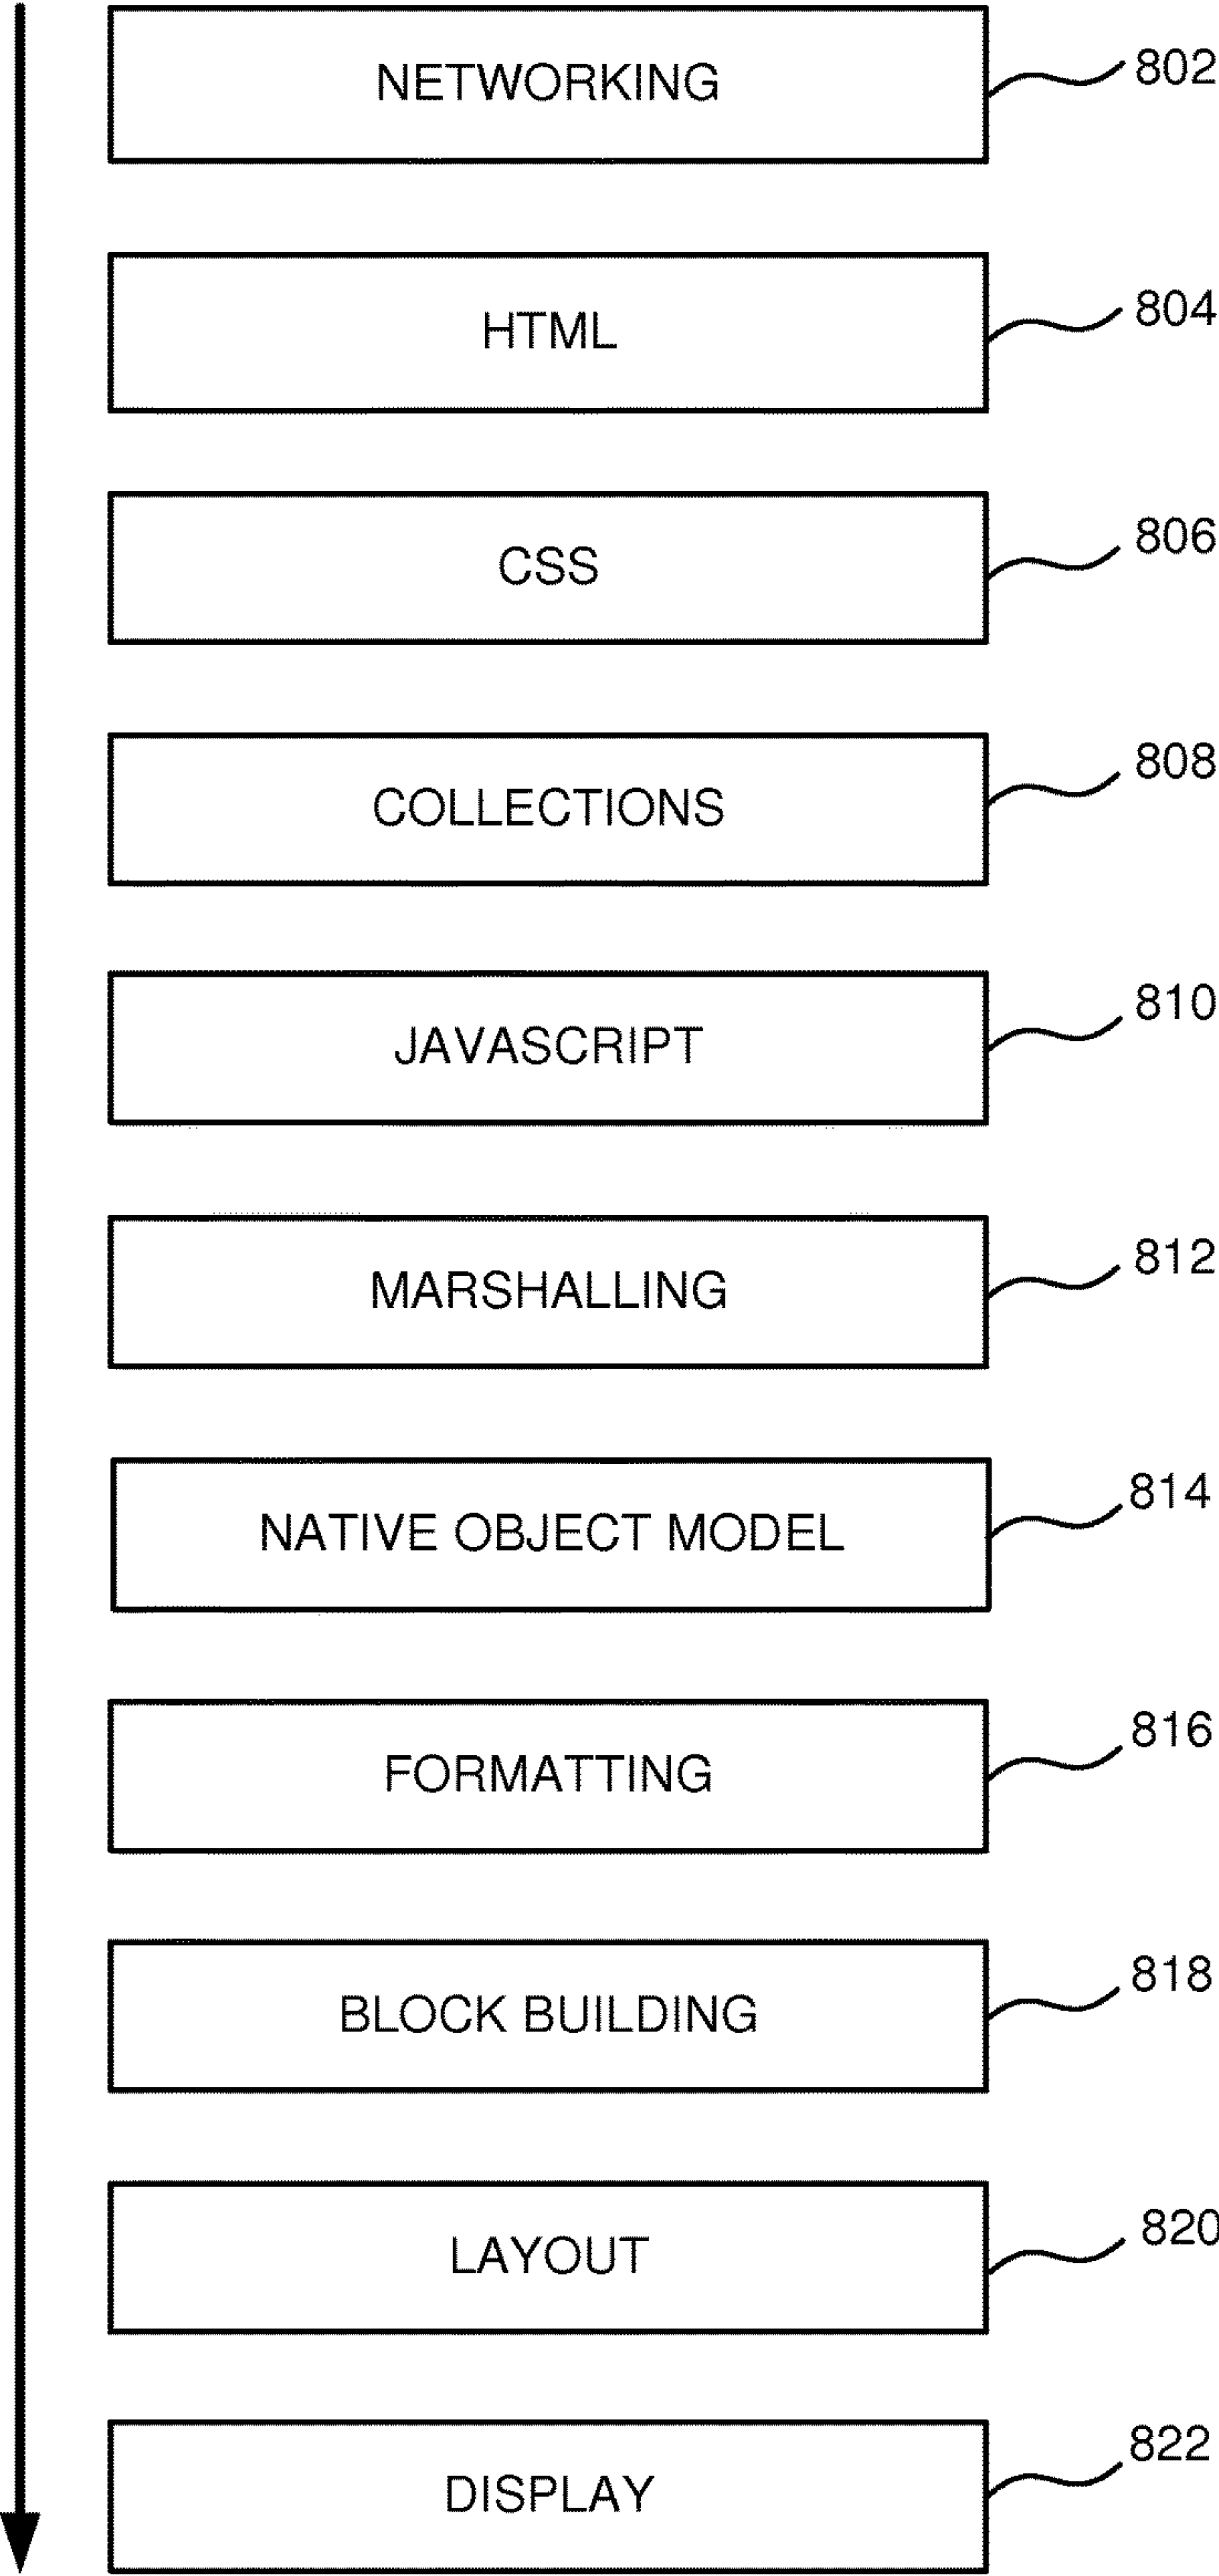 NETWORKING 802
HTML 804
CSS 806
COLLECTIONS 808
JAVASCRIPT 810
MARSHALLING 812
NATIVE OBJECT MODEL 814
FORMATTING 816
BLOCK BUILDING 818
LAYOUT 820
DISPLAY 822